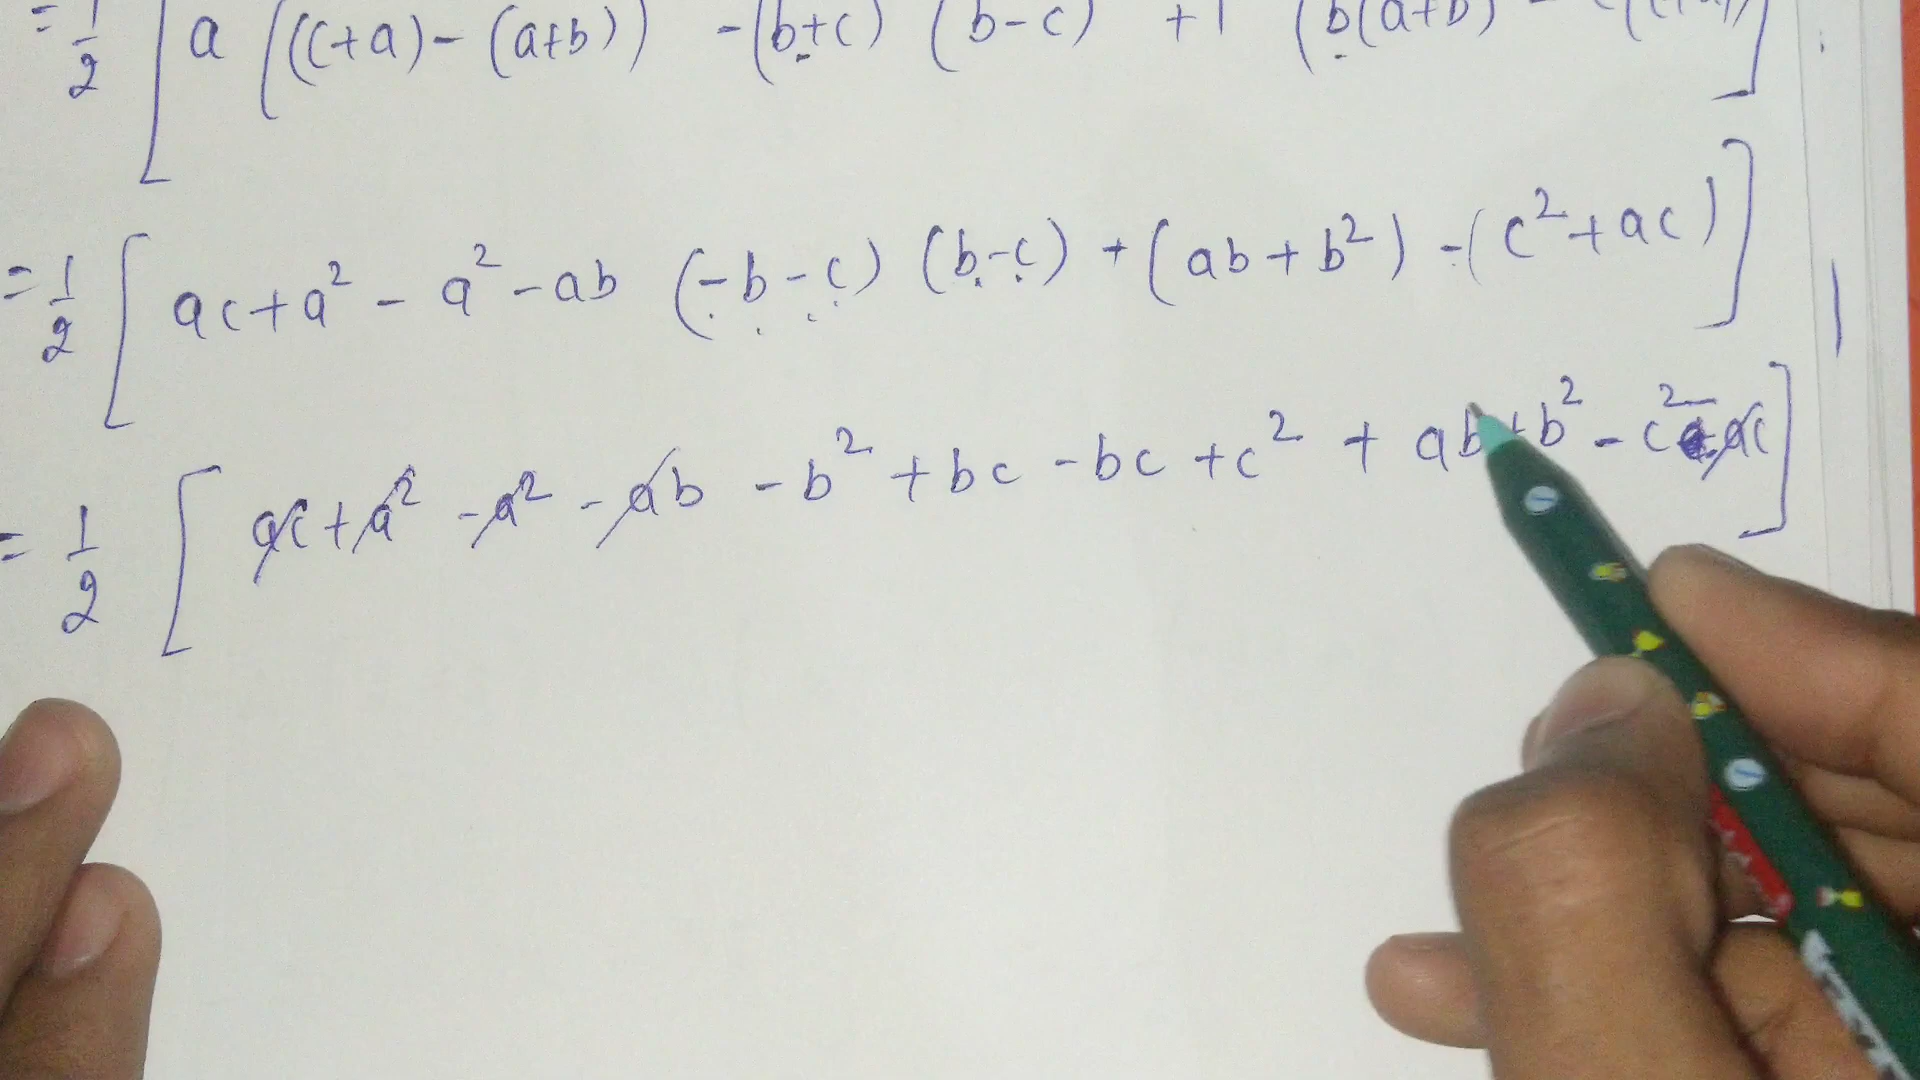 = 1/2 [ a ((c+a) - (a+b)) - (b+c) (b-c) + 1 (b(a+b) -
= 1/2 [ ac + a² - a² - ab (-b-c) (b-c) + (ab + b²) - (c² + ac) ]
= 1/2 [ ac + a² - a² - ab - b² + bc - bc + c² + ab + b² - c² - ac ]